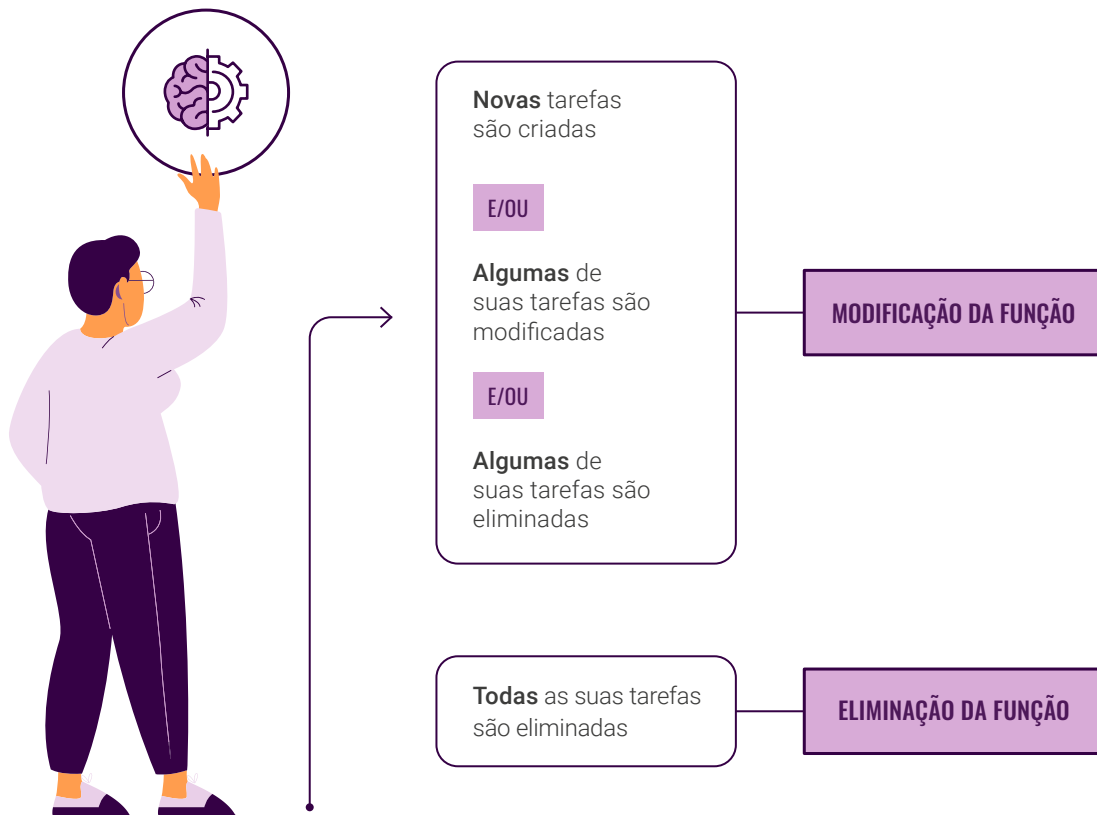 Novas tarefas
são criadas
E/OU
Algumas de
suas tarefas são
modificadas
E/OU
Algumas de
suas tarefas são
eliminadas
MODIFICAÇÃO DA FUNÇÃO
Todas as suas tarefas
são eliminadas
ELIMINAÇÃO DA FUNÇÃO